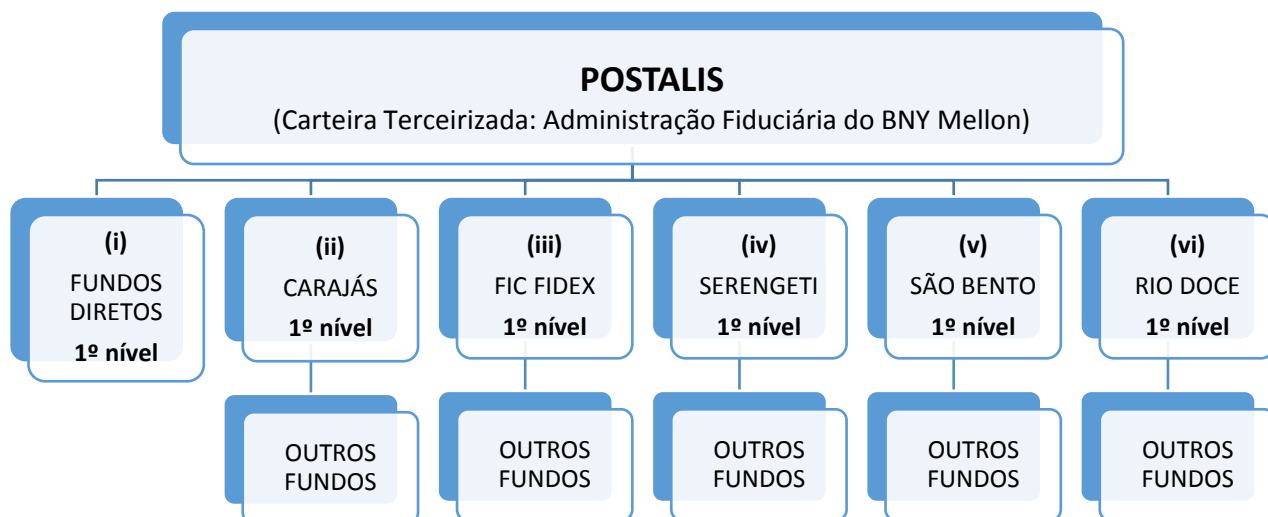 POSTALIS
(Carteira Terceirizada: Administração Fiduciária do BNY Mellon)
(i)
FUNDOS
DIRETOS
1º nível
(ii)
CARAJÁS
1º nível
(iii)
FIC FIDEX
1º nível
(iv)
SERENGETI
1º nível
(v)
SÃO BENTO
1º nível
(vi)
RIO DOCE
1º nível
OUTROS
FUNDOS
OUTROS
FUNDOS
OUTROS
FUNDOS
OUTROS
FUNDOS
OUTROS
FUNDOS